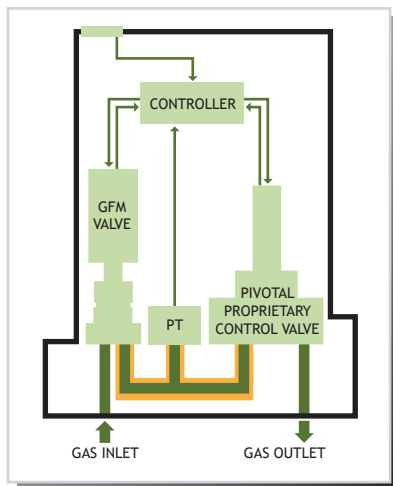 CONTROLLER
GFM
VALVE
PT
PIVOTAL
PROPRIETARY
CONTROL VALVE
GAS INLET
GAS OUTLET